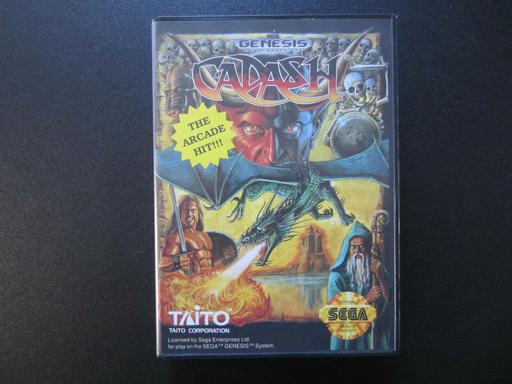 GENESIS
CADASH
THE
ARCADE
HIT!!!
TAITO
TAITO CORPORATION
Licensed by Sega Enterprises Ltd.
for play on the SEGA™ GENESIS™ System.
SEGA